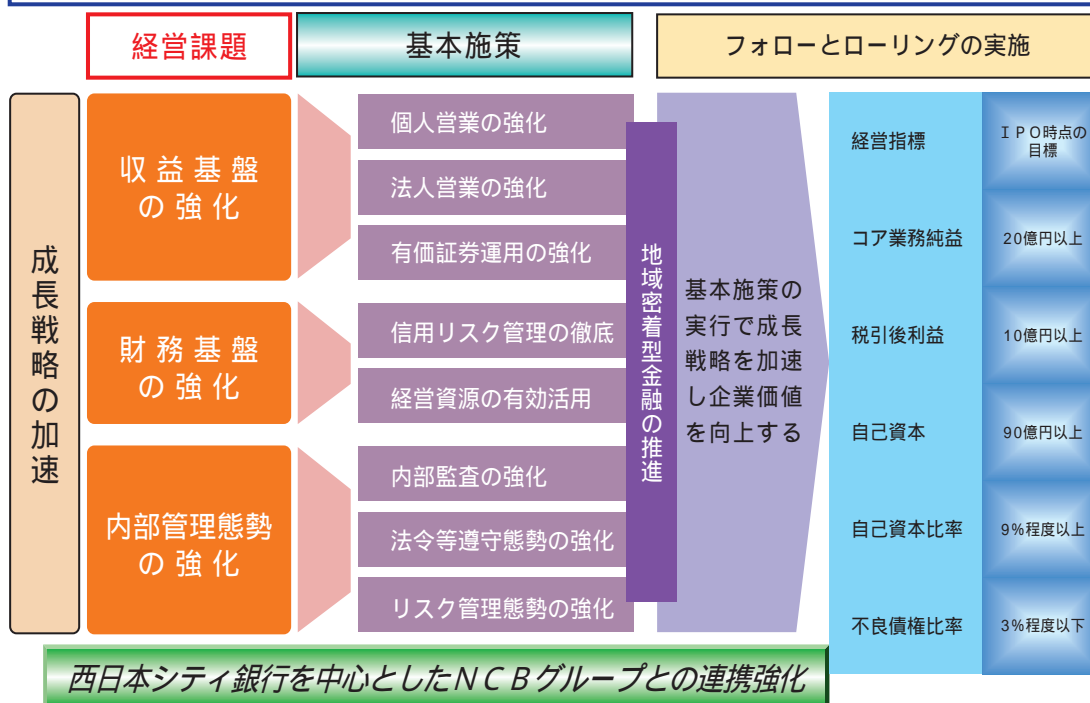 経営課題
基本施策
フォローとローリングの実施
成長戦略の加速
収益基盤
の強化
財務基盤
の強化
内部管理態勢
の強化
個人営業の強化
法人営業の強化
有価証券運用の強化
信用リスク管理の徹底
経営資源の有効活用
内部監査の強化
法令等遵守態勢の強化
リスク管理態勢の強化
地域密着型金融の推進
基本施策の
実行で成長
戦略を加速
し企業価値
を向上する
経営指標
ＩＰＯ時点の
目標
コア業務純益
20億円以上
税引後利益
10億円以上
自己資本
90億円以上
自己資本比率
9%程度以上
不良債権比率
3%程度以下
西日本シティ銀行を中心としたＮＣＢグループとの連携強化